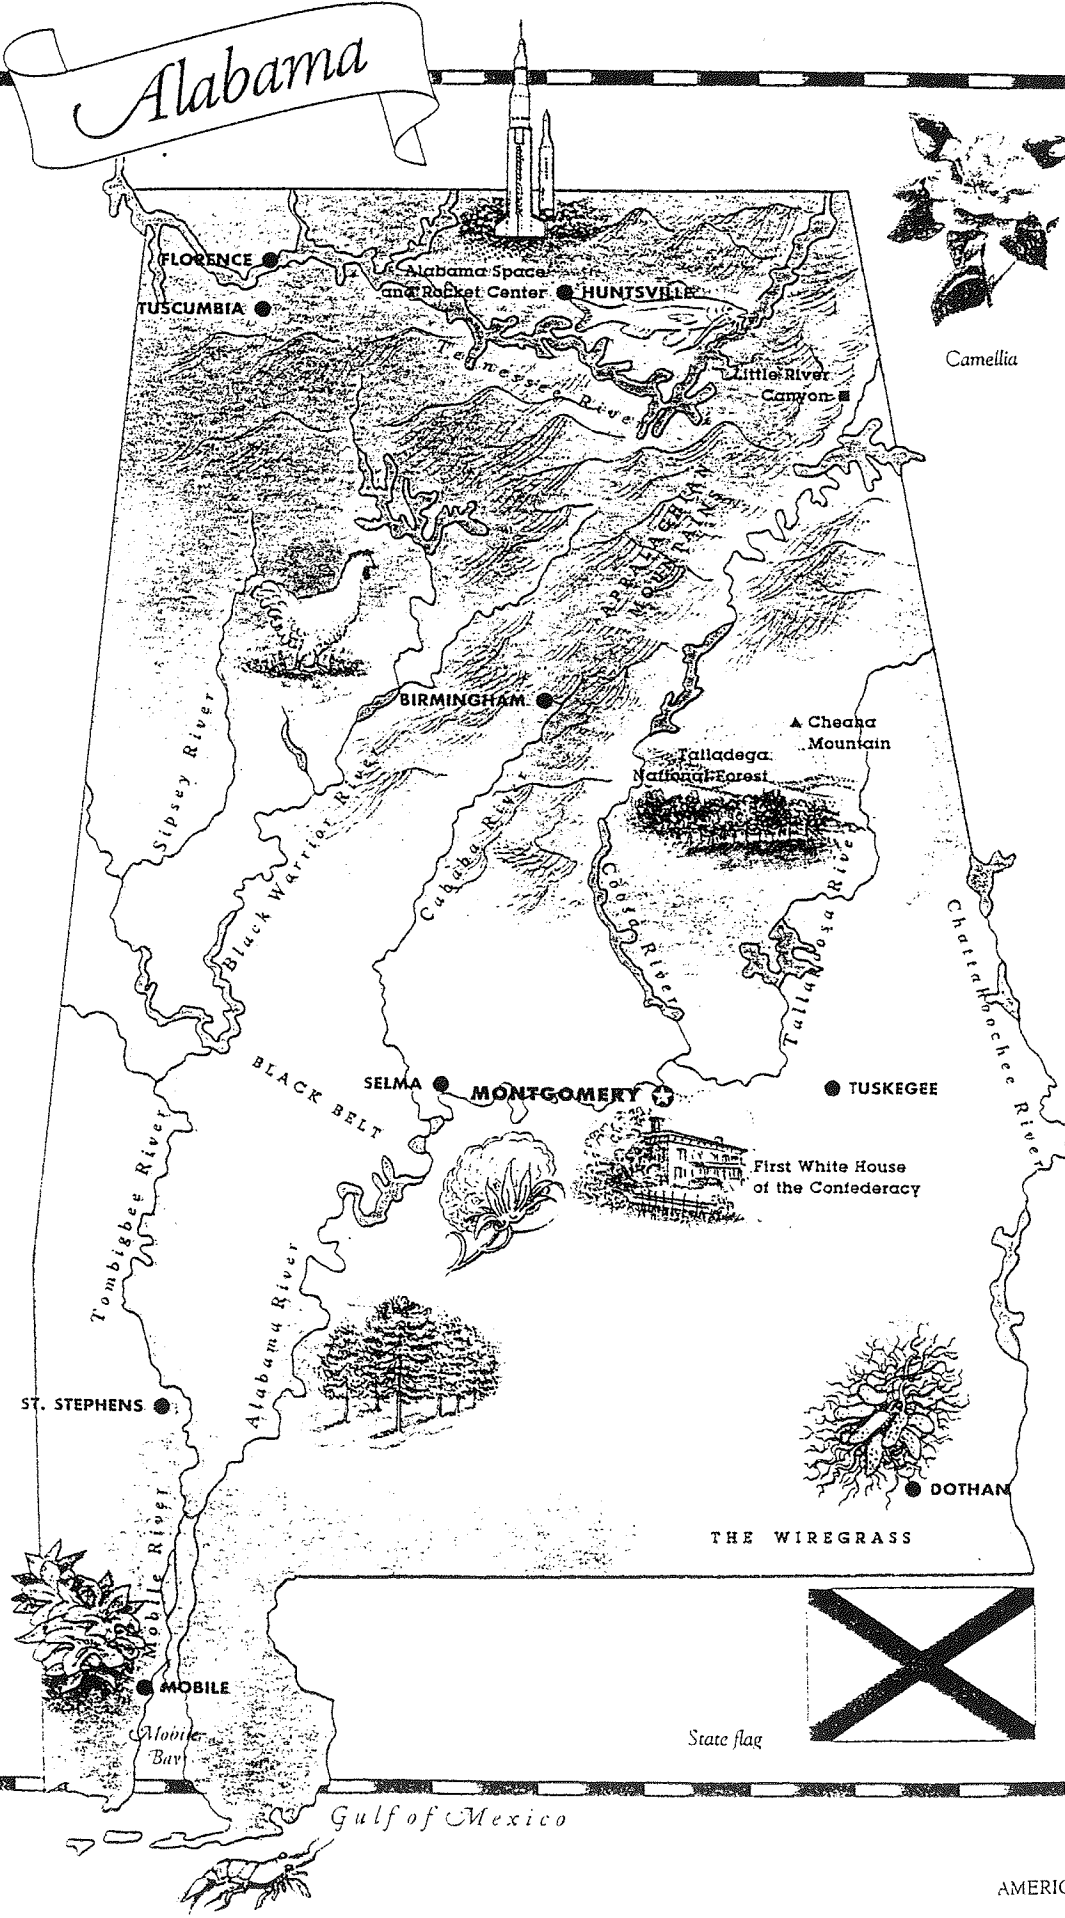 Alabama
FLORENCE
Alabama Space
and Rocket Center
HUNTSVILLE
TUSCUMBIA
Camellia
Tennessee River
Little River
Canyon
APPALACHIAN
MOUNTAINS
BIRMINGHAM
Sipsey River
Cheaha
Mountain
Talladega
National Forest
Black Warrior River
Cahaba River
Coosa River
Tallapoosa River
Chattahoochee River
BLACK BELT
SELMA
MONTGOMERY
TUSKEGEE
First White House
of the Confederacy
Tombigbee River
Alabama River
ST. STEPHENS
DOTHAN
THE WIREGRASS
Mobile River
MOBILE
Mobile
Bay
State flag
Gulf of Mexico
AMERIC